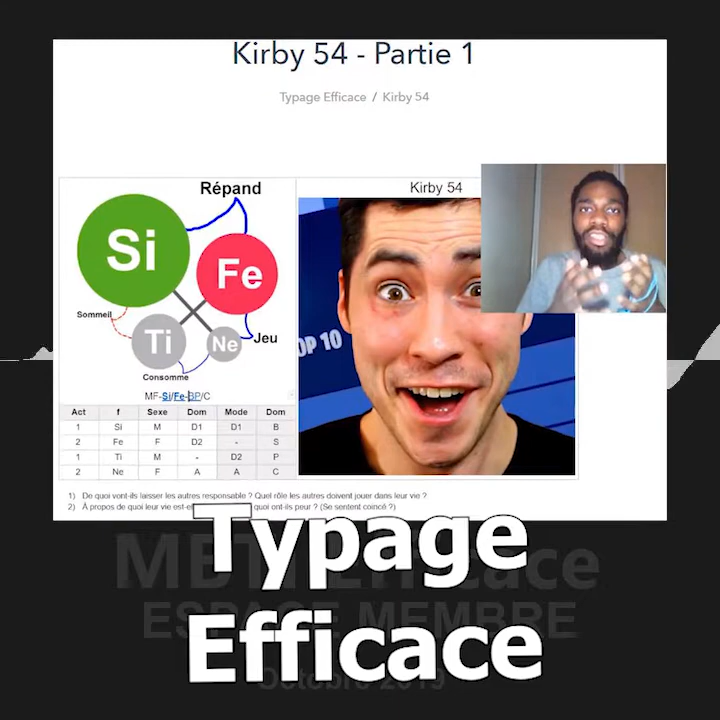 Kirby 54 - Partie 1
Typage Efficace / Kirby 54
Répand
Kirby 54
Si
Fe
Sommeil
Ti
Ne
Jeu
Consomme
OP 10
MF-Si/Fe-BP/C
Act f Sexe Dom Mode Dom
1 Si M D1 D1 B
2 Fe F D2 - S
1 Ti M - D2 P
2 Ne F A A C
1) De quoi vont-ils laisser les autres responsable ? Quel rôle les autres doivent jouer dans leur vie ?
2) À propos de quoi leur vie est-e quoi ont-ils peur ? (Se sentent coincé ?)
Typage
Efficace
MBTI Efficace
ESPACE MEMBRE
Octobre 2019